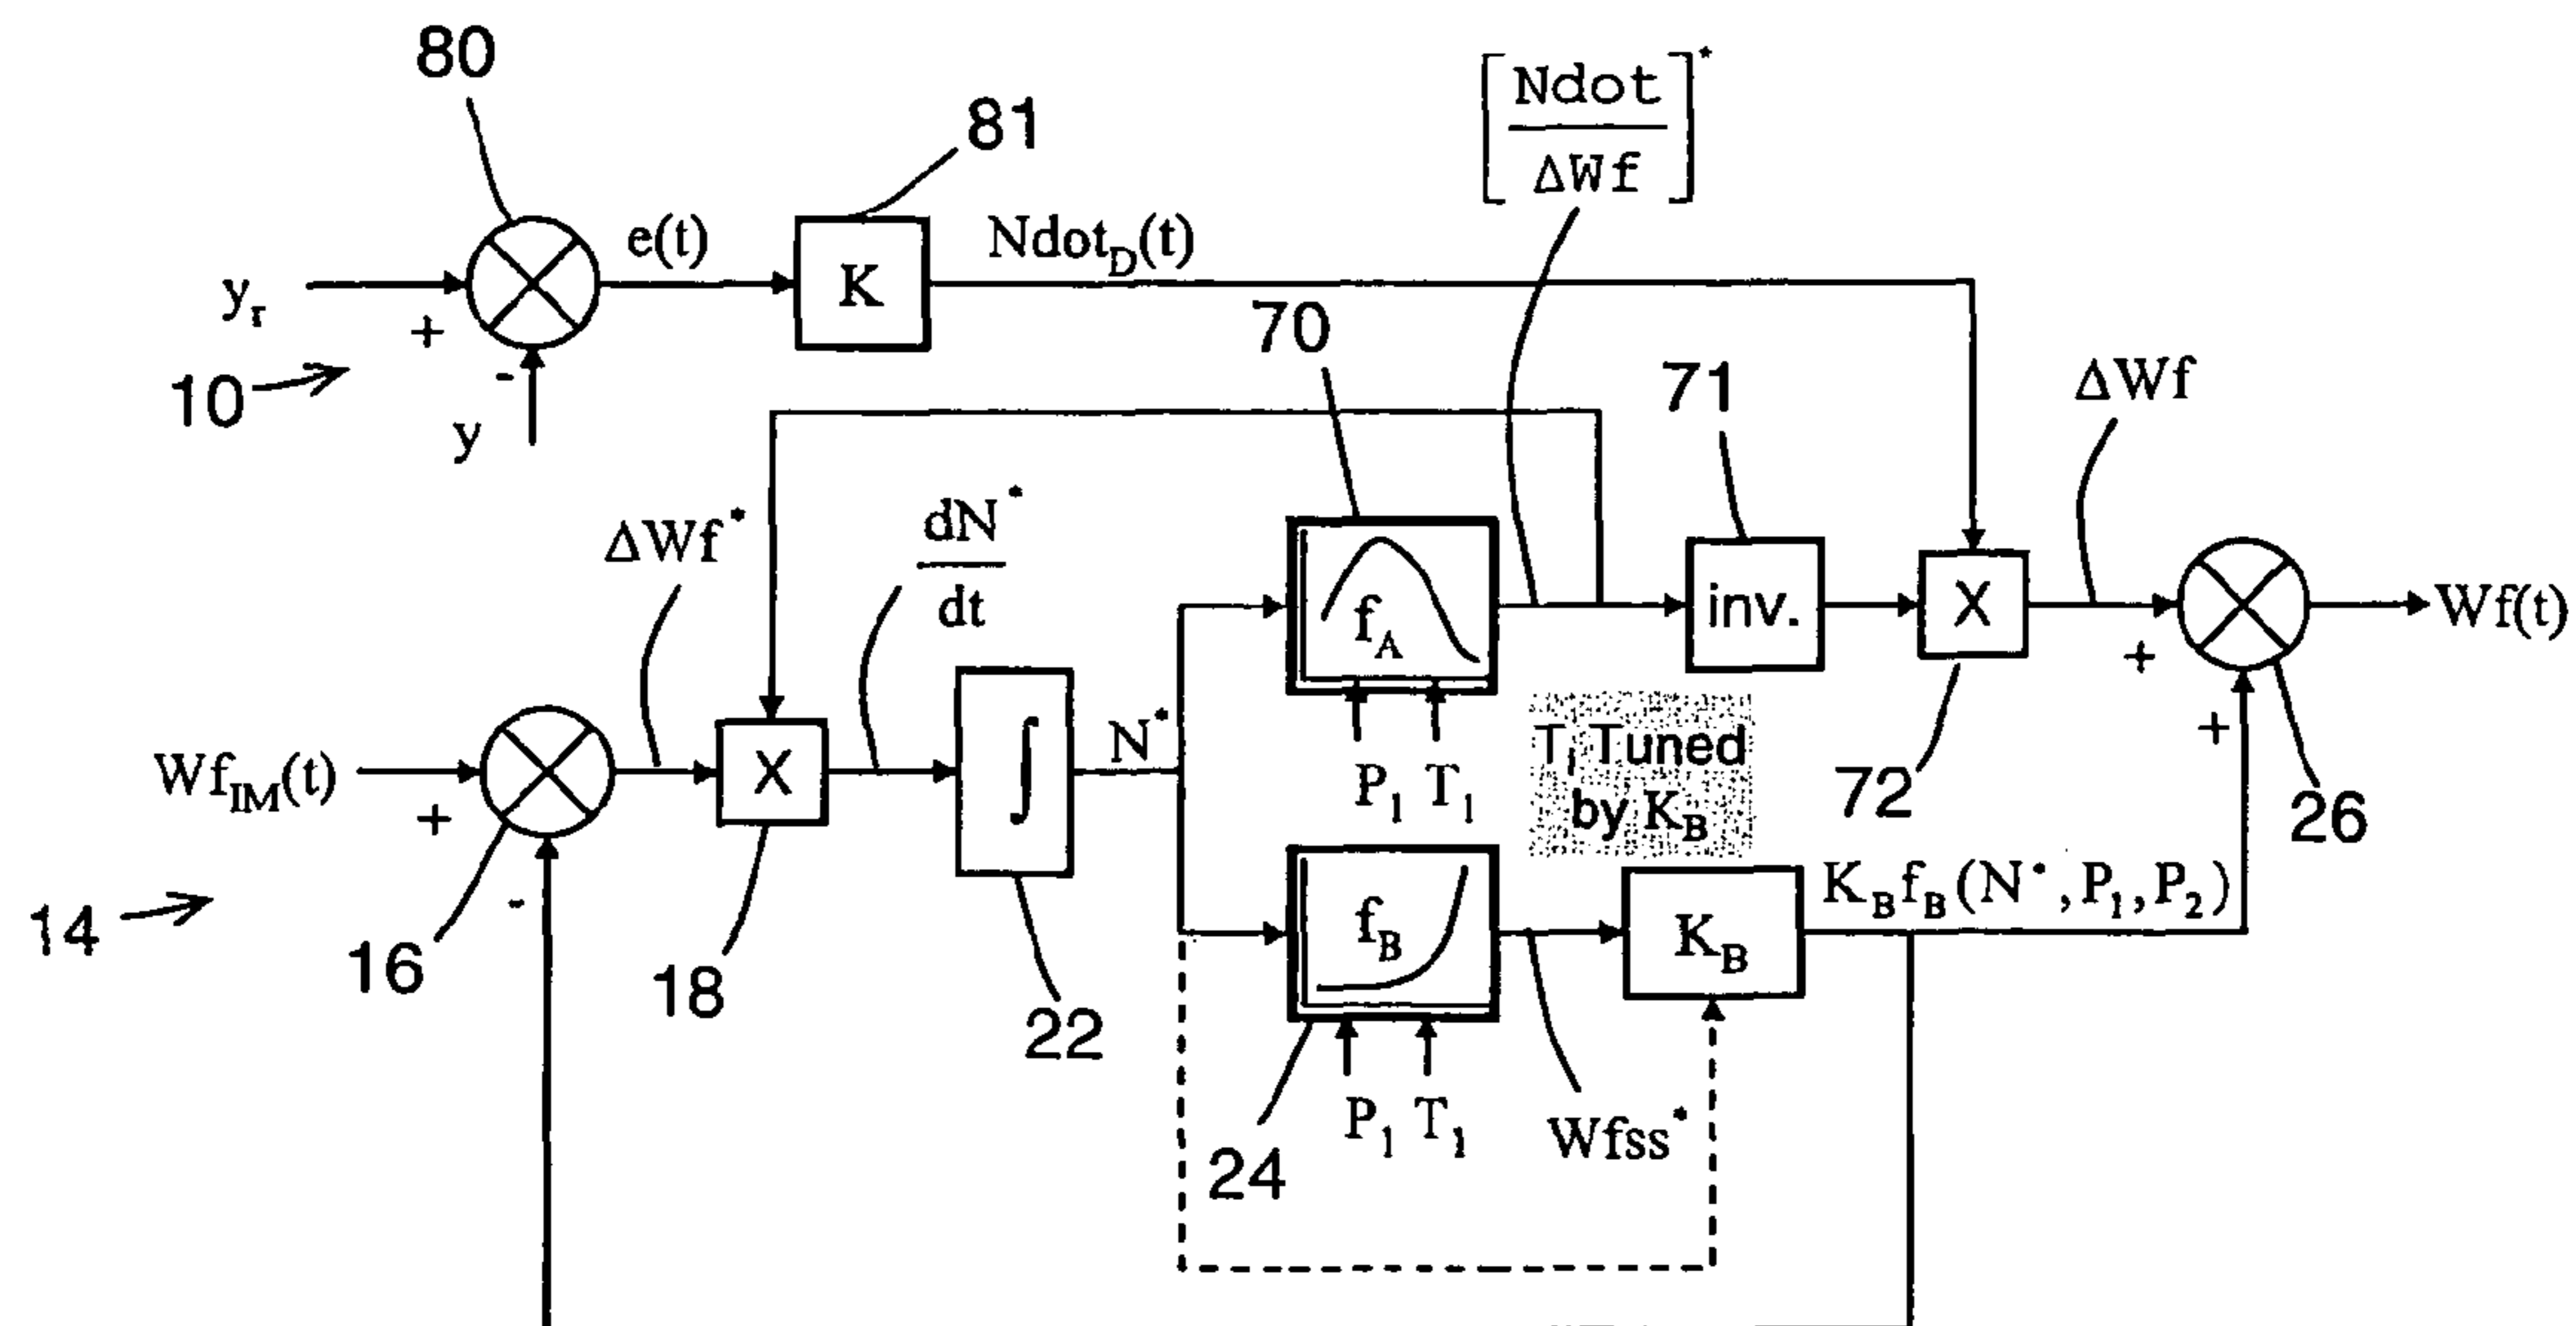 80
81
[Ndot / ΔWf]*
e(t)
Ndot_D(t)
K
y_r
+
-
10
y
70
71
ΔWf
ΔWf*
dN* / dt
f_A
inv.
X
Wf(t)
+
+
P_1 T_1
T_1 Tuned
by K_B
72
26
Wf_IM(t)
+
-
X
∫
N*
14
16
18
22
f_B
K_B
K_B f_B (N*, P_1, P_2)
24
P_1 T_1
Wfss*